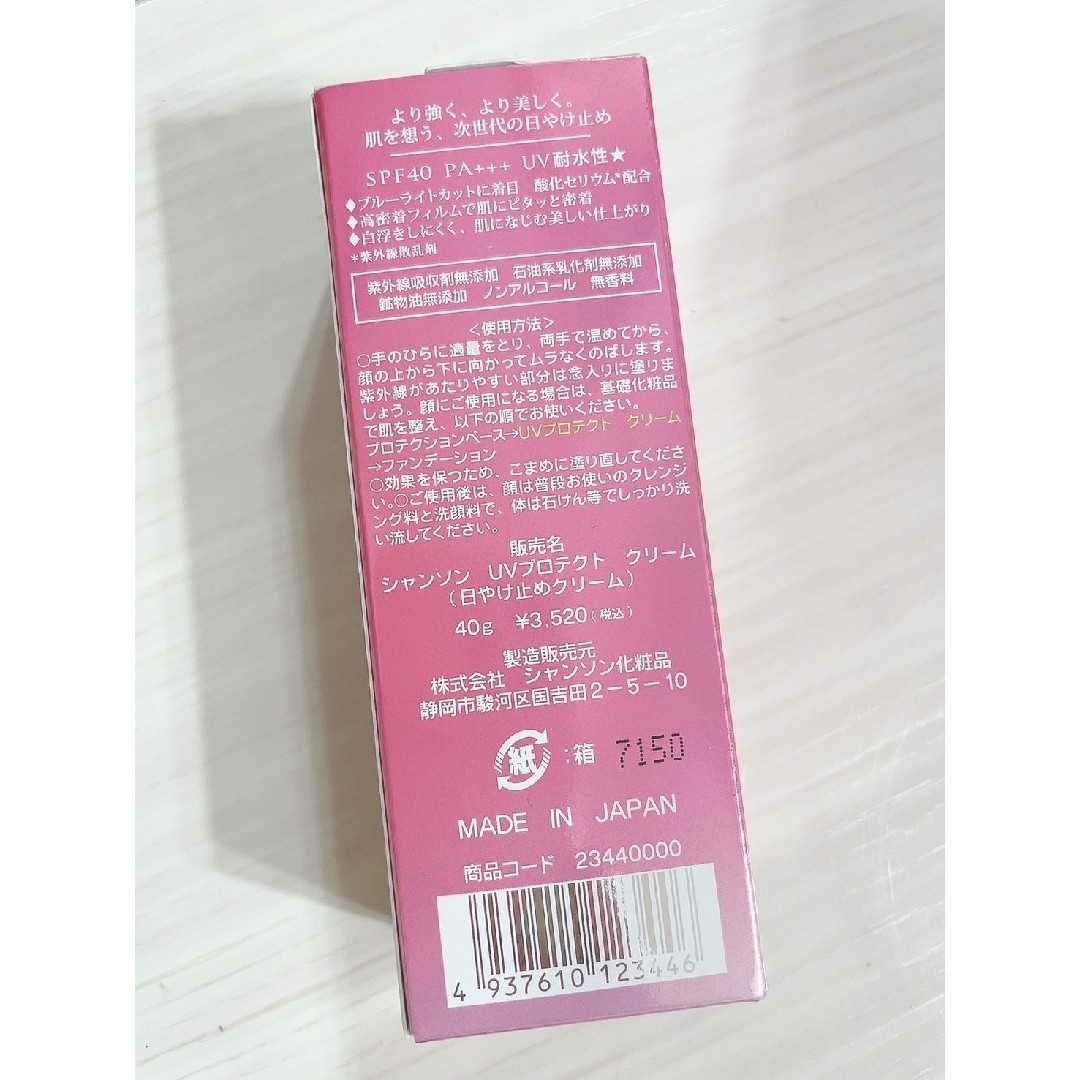 より強く、より美しく。
肌を想う、次世代の日やけ止め
SPF40 PA+++ UV耐水性★
◆ブルーライトカットに着目 酸化セリウム*配合
◆高密着フィルムで肌にピタッと密着
◆白浮きしにくく、肌になじむ美しい仕上がり
*紫外線散乱剤
紫外線吸収剤無添加 石油系乳化剤無添加
鉱物油無添加 ノンアルコール 無香料
＜使用方法＞
○手のひらに適量をとり、両手で温めてから、
顔の上から下に向かってムラなくのばします。
紫外線があたりやすい部分は念入りに塗りま
しょう。顔にご使用になる場合は、基礎化粧品
で肌を整え、以下の順でお使いください。
プロテクションベース→UVプロテクト クリーム
→ファンデーション
○効果を保つため、こまめに塗り直してくださ
い。○ご使用後は、顔は普段お使いのクレンジ
ング料と洗顔料で、体は石けん等でしっかり洗
い流してください。
販売名
シャンソン UVプロテクト クリーム
（日やけ止めクリーム）
40g ¥3,520（税込）
製造販売元
株式会社 シャンソン化粧品
静岡市駿河区国吉田2-5-10
紙 :箱 7150
MADE IN JAPAN
商品コード 23440000
4 937610 123446